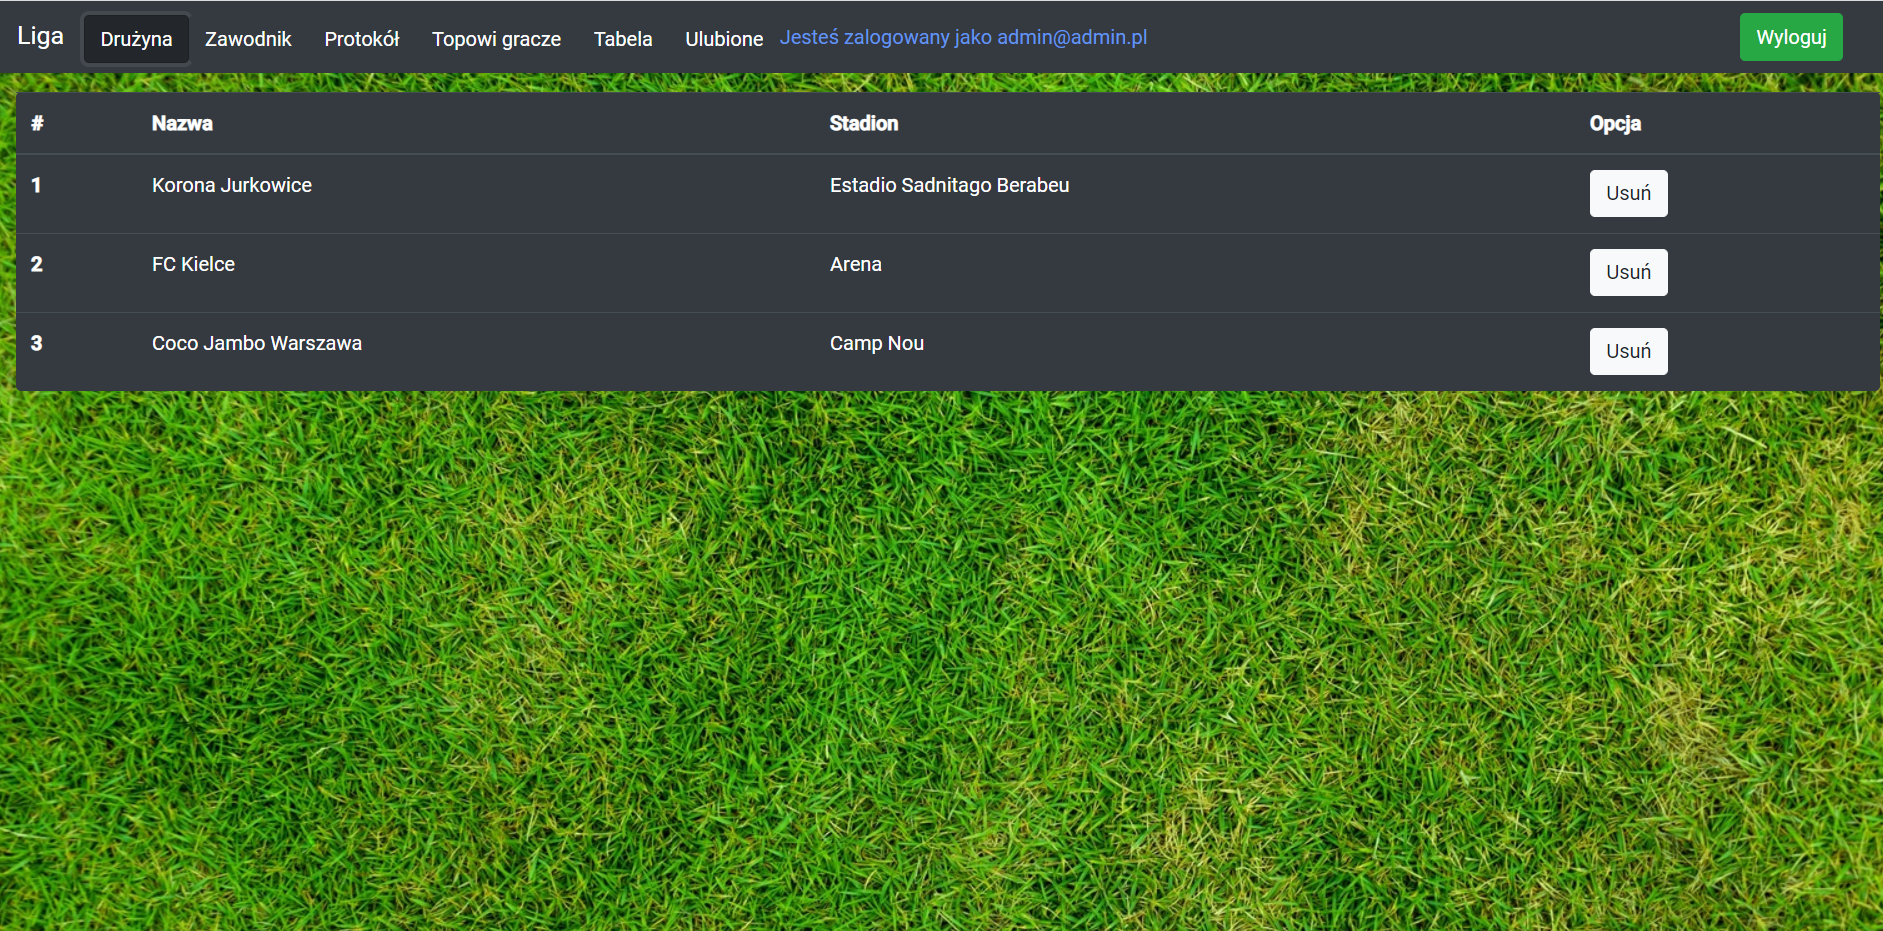 Liga Drużyna Zawodnik Protokół Topowi gracze Tabela Ulubione Jesteś zalogowany jako admin@admin.pl Wyloguj
# Nazwa Stadion Opcja
1 Korona Jurkowice Estadio Sadnitago Berabeu Usuń
2 FC Kielce Arena Usuń
3 Coco Jambo Warszawa Camp Nou Usuń